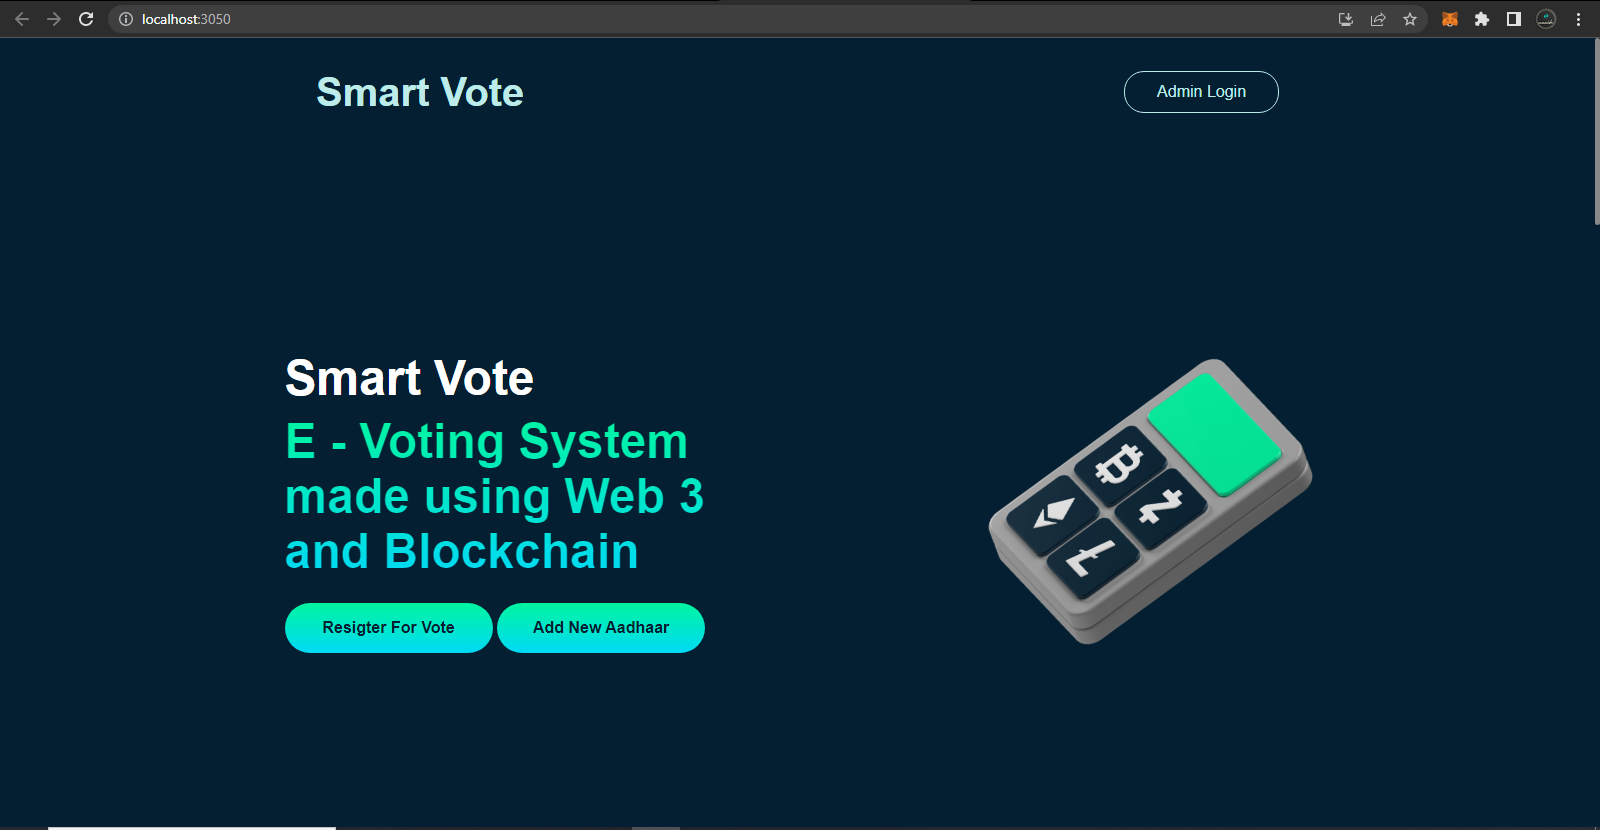 localhost:3050
Smart Vote
Admin Login
Smart Vote
E - Voting System
made using Web 3
and Blockchain
Resigter For Vote
Add New Aadhaar